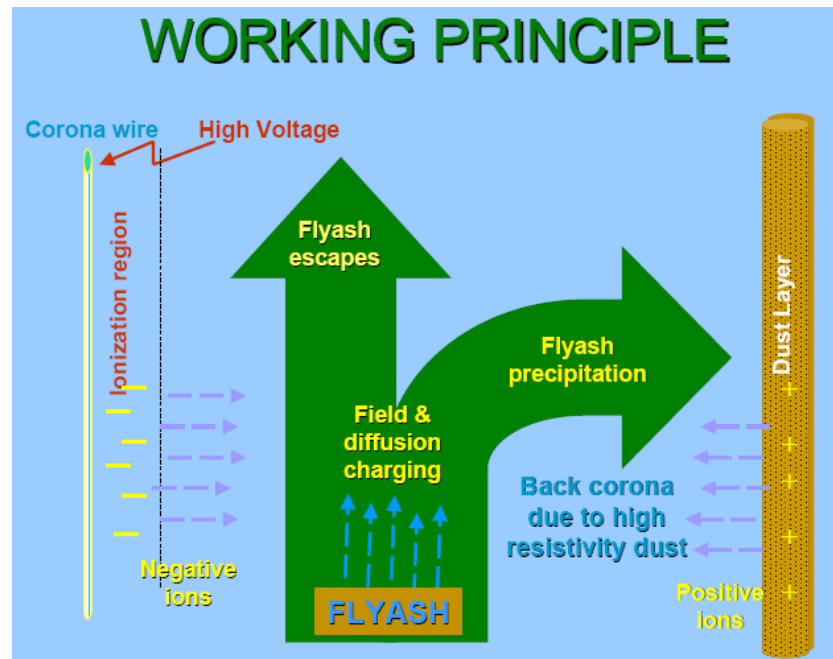 WORKING PRINCIPLE
Corona wire
High Voltage
Ionization region
Flyash
escapes
Dust Layer
Flyash
precipitation
Field &
diffusion
charging
Back corona
due to high
resistivity dust
Negative
ions
FLYASH
Positive
ions